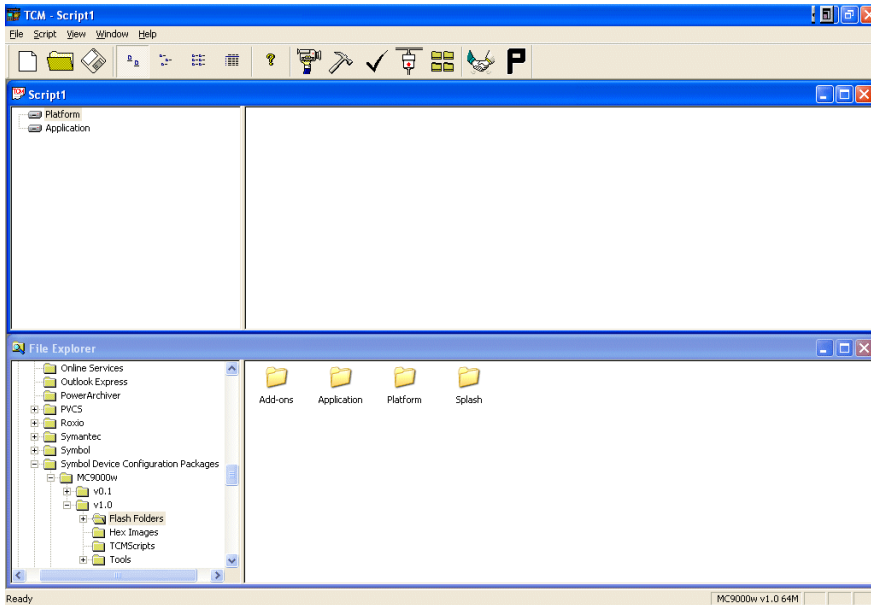 TCM - Script1
File Script View Window Help
?
P
TCM Script1
Platform
Application
File Explorer
Online Services
Outlook Express
PowerArchiver
PVCS
Roxio
Symantec
Symbol
Symbol Device Configuration Packages
MC9000w
v0.1
v1.0
Flash Folders
Hex Images
TCMScripts
Tools
Add-ons Application Platform Splash
Ready MC9000w v1.0 64M